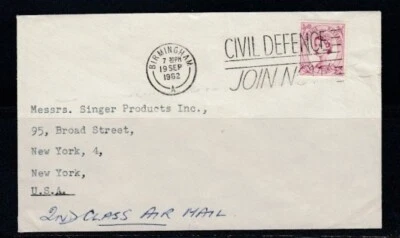 BIRMINGHAM
7 30PM
19 SEP
1962
A
CIVIL DEFENCE
JOIN N
Messrs. Singer Products Inc.,
95, Broad Street,
New York, 4,
New York,
U.S.A.
2ND CLASS AIR MAIL